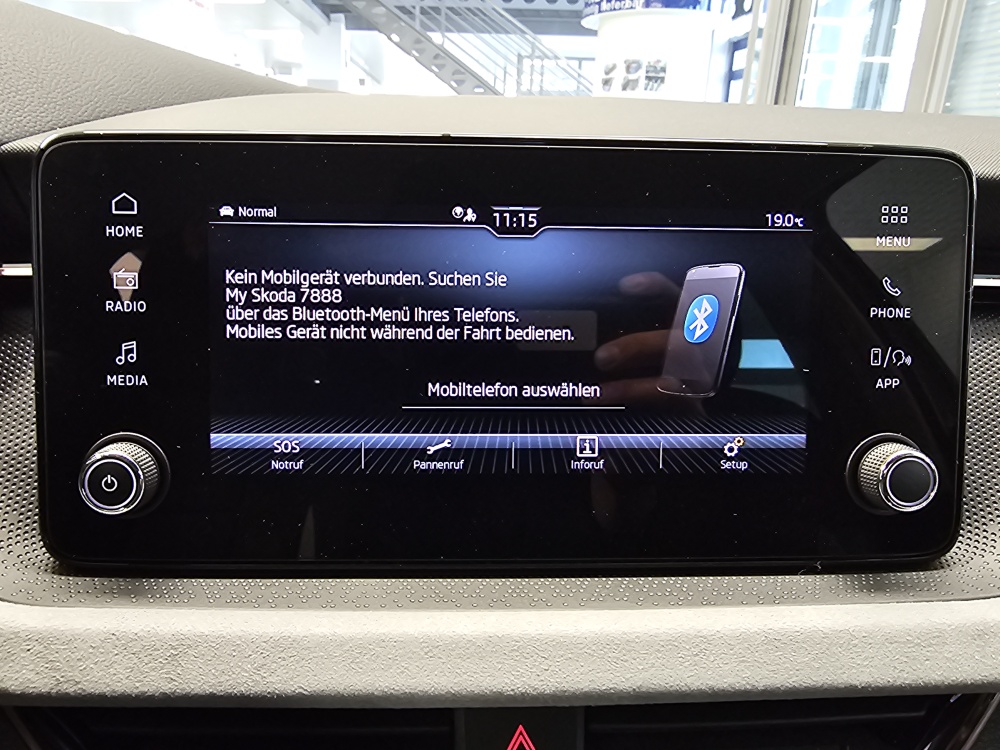 lieferbar
HOME
RADIO
MEDIA
Normal
11:15
19.0°C
Kein Mobilgerät verbunden. Suchen Sie
My Skoda 7888
über das Bluetooth-Menü Ihres Telefons.
Mobiles Gerät nicht während der Fahrt bedienen.
Mobiltelefon auswählen
SOS
Notruf
Pannenruf
Inforuf
Setup
MENU
PHONE
APP